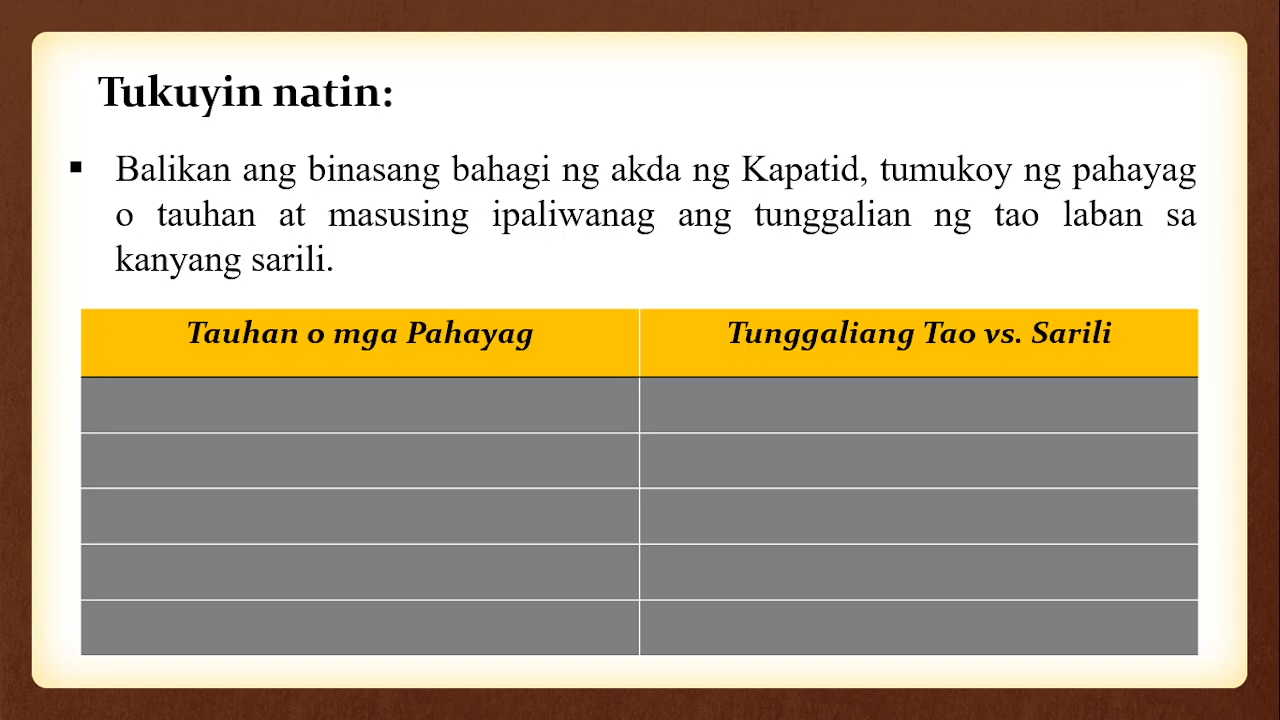 Tukuyin natin:
▪ Balikan ang binasang bahagi ng akda ng Kapatid, tumukoy ng pahayag
o tauhan at masusing ipaliwanag ang tunggalian ng tao laban sa
kanyang sarili.
Tauhan o mga Pahayag
Tunggaliang Tao vs. Sarili